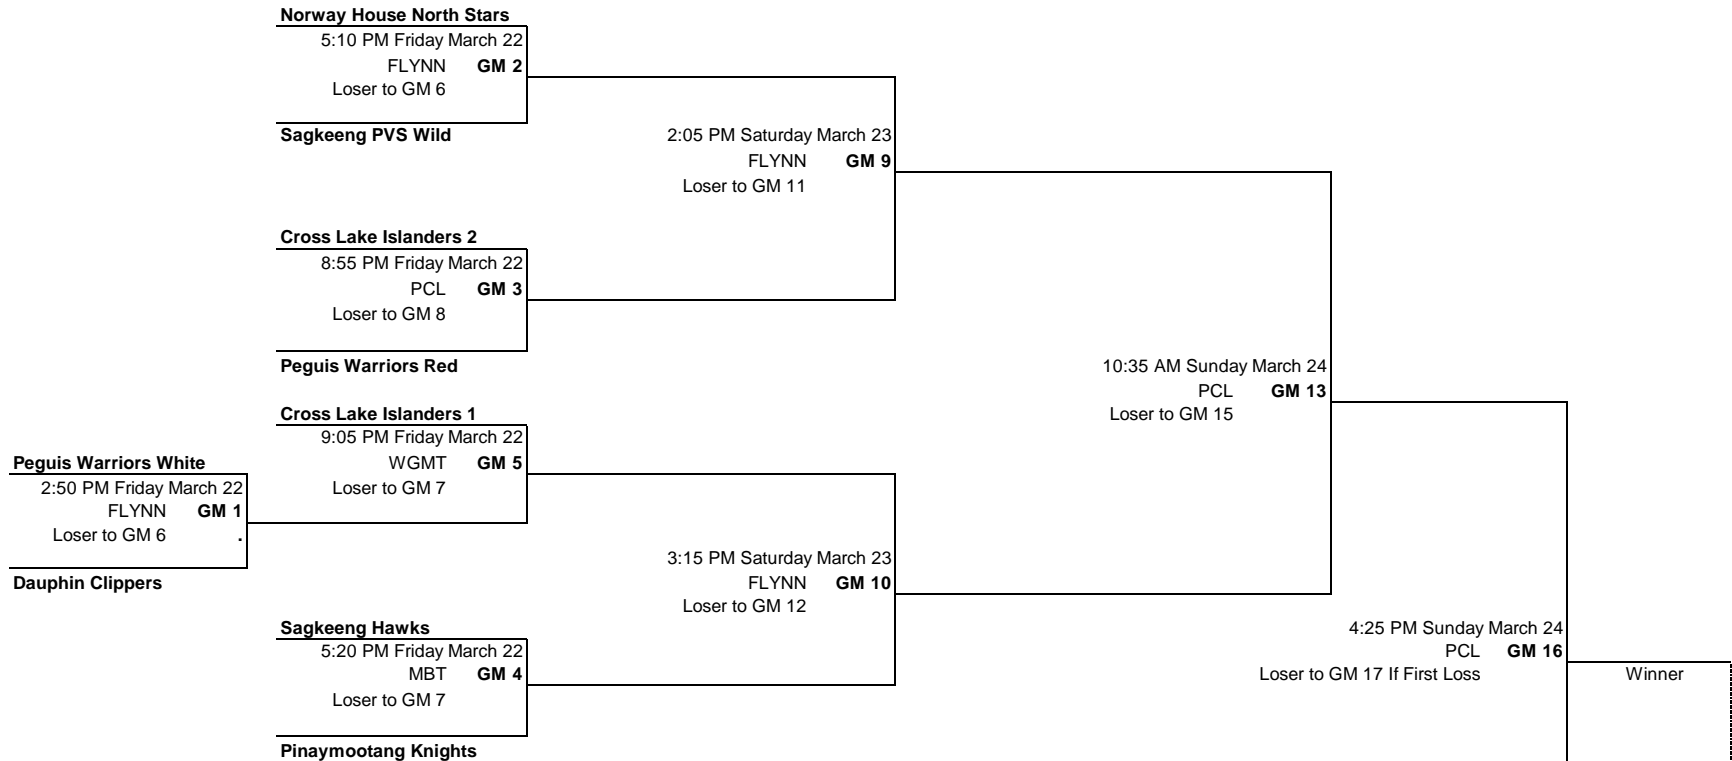 Norway House North Stars
5:10 PM Friday March 22
FLYNN GM 2
Loser to GM 6
Sagkeeng PVS Wild
2:05 PM Saturday March 23
FLYNN GM 9
Loser to GM 11
Cross Lake Islanders 2
8:55 PM Friday March 22
PCL GM 3
Loser to GM 8
Peguis Warriors Red
10:35 AM Sunday March 24
PCL GM 13
Loser to GM 15
Cross Lake Islanders 1
9:05 PM Friday March 22
WGMT GM 5
Loser to GM 7
Peguis Warriors White
2:50 PM Friday March 22
FLYNN GM 1
Loser to GM 6 .
Dauphin Clippers
3:15 PM Saturday March 23
FLYNN GM 10
Loser to GM 12
Sagkeeng Hawks
5:20 PM Friday March 22
MBT GM 4
Loser to GM 7
Pinaymootang Knights
4:25 PM Sunday March 24
PCL GM 16
Loser to GM 17 If First Loss
Winner